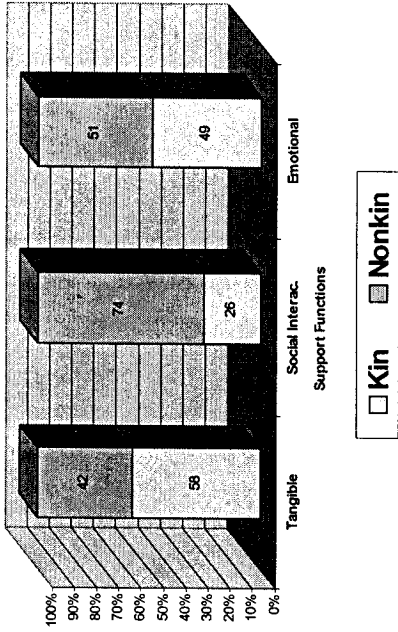 100%
90%
80%
70%
60%
50%
40%
30%
20%
10%
0%
42
58
74
26
51
49
Tangible
Social Interac.
Emotional
Support Functions
Kin
Nonkin